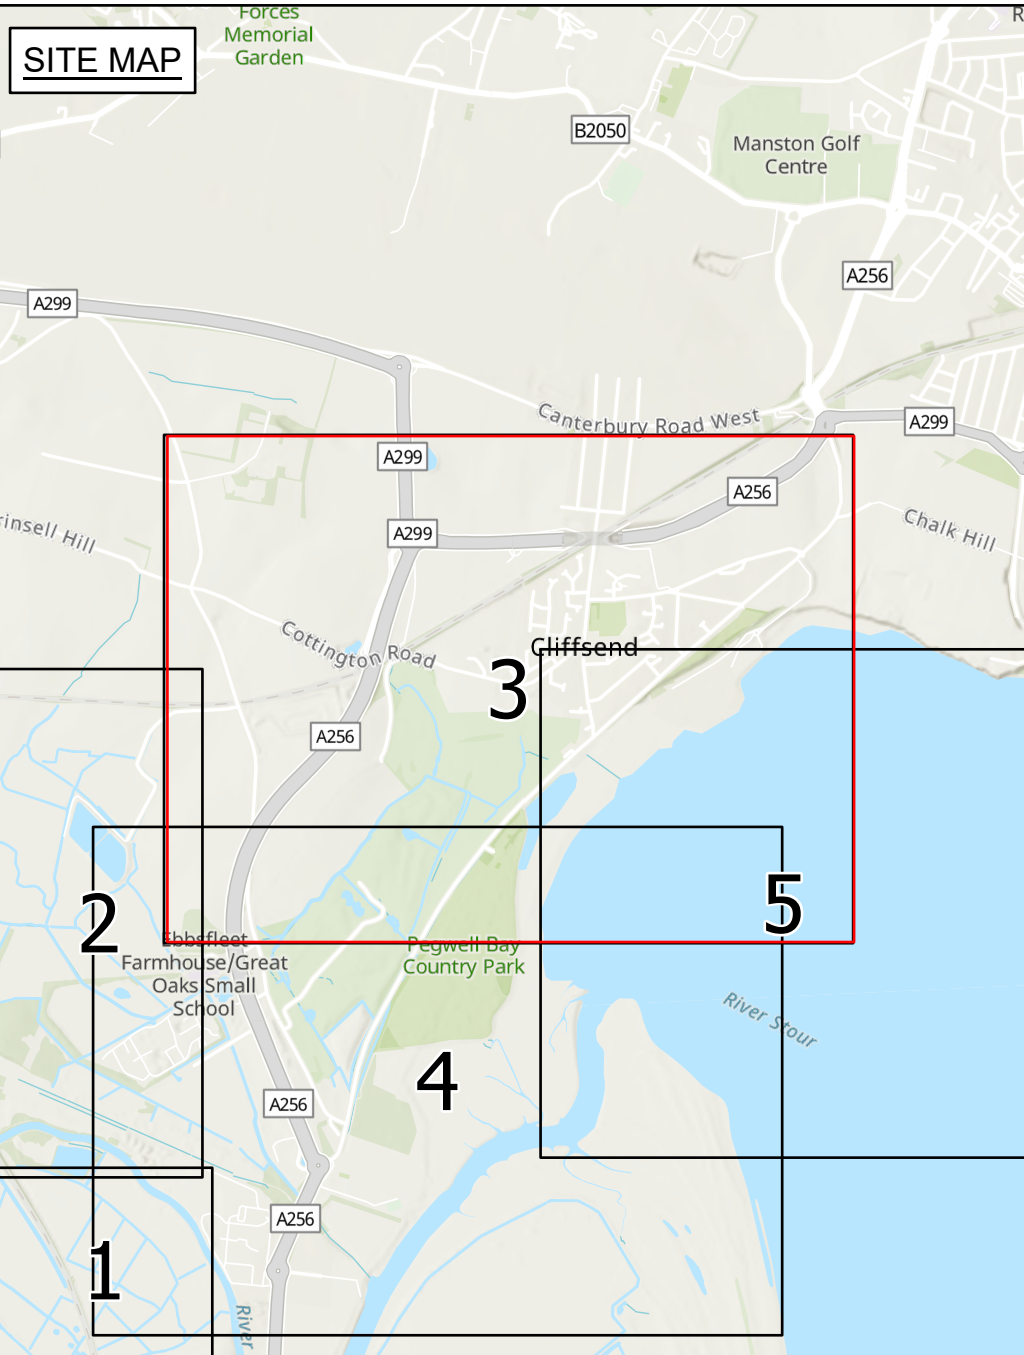 Forces
Memorial
Garden
R
SITE MAP
B2050
Manston Golf
Centre
A256
A299
Canterbury Road West
A299
A299
A256
A299
rinsell Hill
Chalk Hill
Cottington Road
Cliffsend
3
A256
2
5
Ebbsfleet
Farmhouse/Great
Oaks Small
School
Pegwell Bay
Country Park
River Stour
4
A256
A256
1
River